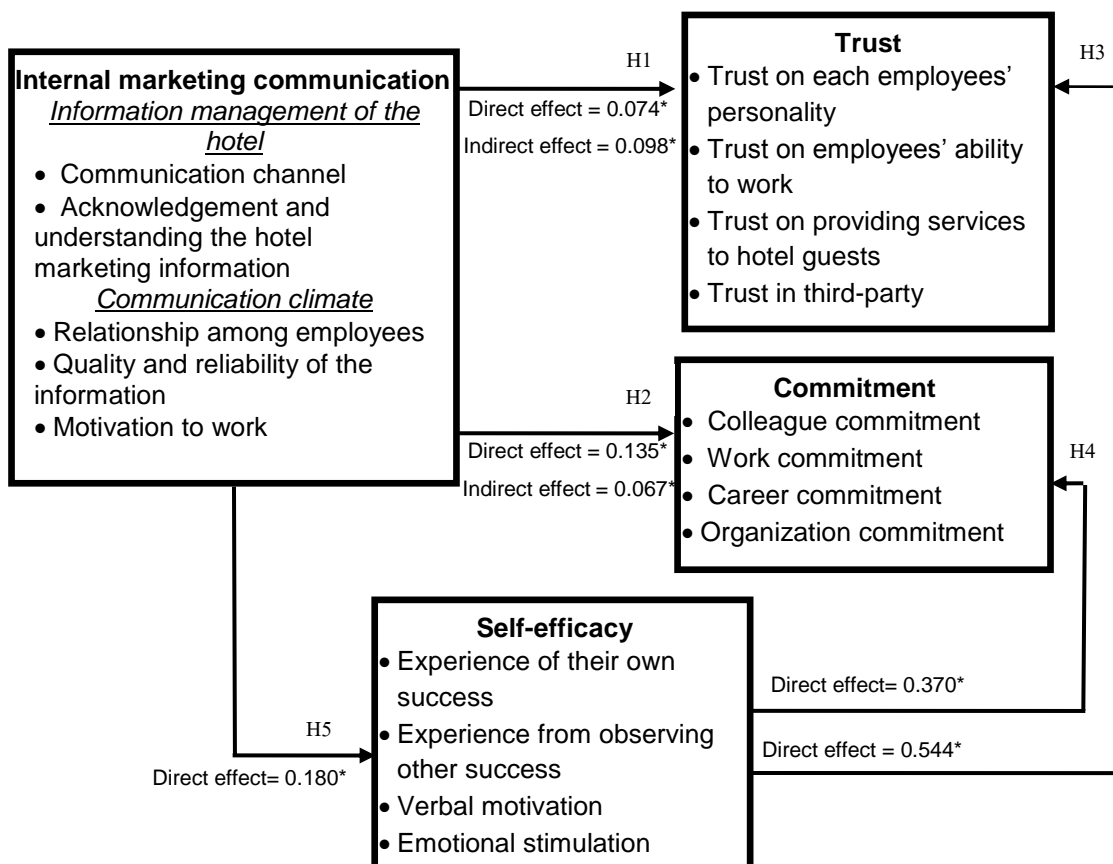 Internal marketing communication
Information management of the
hotel
• Communication channel
• Acknowledgement and
understanding the hotel
marketing information
Communication climate
• Relationship among employees
• Quality and reliability of the
information
• Motivation to work
H1
Direct effect = 0.074*
Indirect effect = 0.098*
Trust
• Trust on each employees’
personality
• Trust on employees’ ability
to work
• Trust on providing services
to hotel guests
• Trust in third-party
H3
H2
Direct effect = 0.135*
Indirect effect = 0.067*
Commitment
• Colleague commitment
• Work commitment
• Career commitment
• Organization commitment
H4
Self-efficacy
• Experience of their own
success
• Experience from observing
other success
• Verbal motivation
• Emotional stimulation
H5
Direct effect= 0.180*
Direct effect= 0.370*
Direct effect = 0.544*